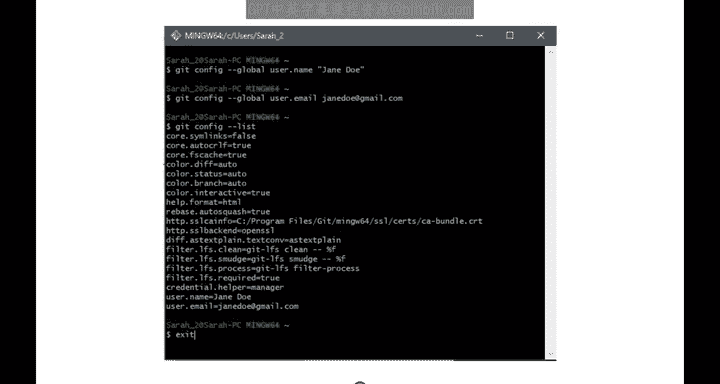 MINGW64:/c/Users/Sarah_2
Sarah_2@Sarah-PC MINGW64 ~
$ git config --global user.name "Jane Doe"
Sarah_2@Sarah-PC MINGW64 ~
$ git config --global user.email janedoe@gmail.com
Sarah_2@Sarah-PC MINGW64 ~
$ git config --list
core.symlinks=false
core.autocrlf=true
core.fscache=true
color.diff=auto
color.status=auto
color.branch=auto
color.interactive=true
help.format=html
rebase.autosquash=true
http.sslcainfo=C:/Program Files/Git/mingw64/ssl/certs/ca-bundle.crt
http.sslbackend=openssl
diff.astextplain.textconv=astextplain
filter.lfs.clean=git-lfs clean -- %f
filter.lfs.smudge=git-lfs smudge -- %f
filter.lfs.process=git-lfs filter-process
filter.lfs.required=true
credential.helper=manager
user.name=Jane Doe
user.email=janedoe@gmail.com
Sarah_2@Sarah-PC MINGW64 ~
$ exit